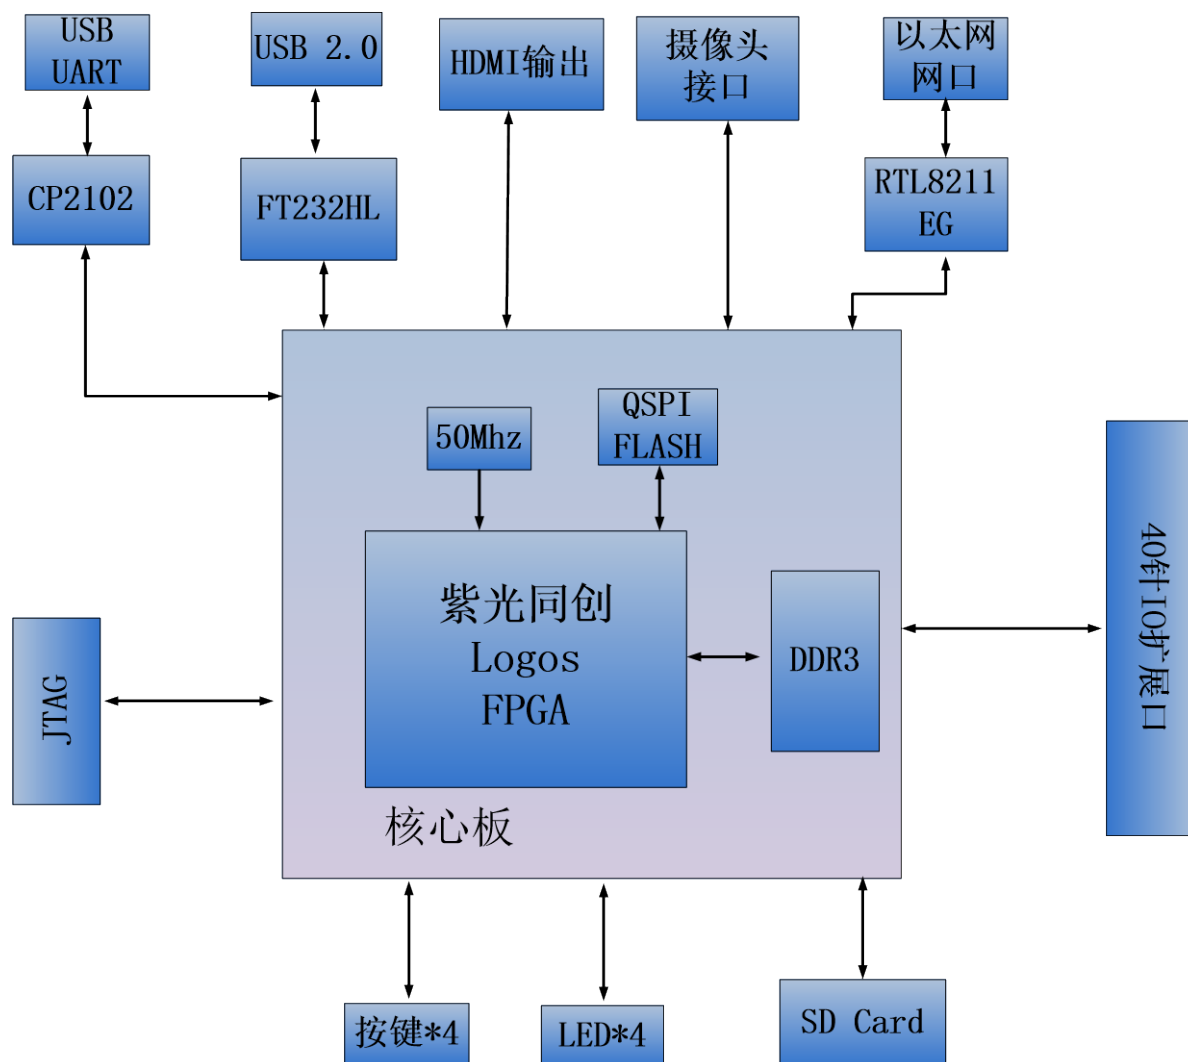 USB
UART
USB 2.0
HDMI输出
摄像头
接口
以太网
网口
CP2102
FT232HL
RTL8211
EG
50Mhz
QSPI
FLASH
紫光同创
Logos
FPGA
DDR3
核心板
JTAG
40针IO扩展口
按键*4
LED*4
SD Card